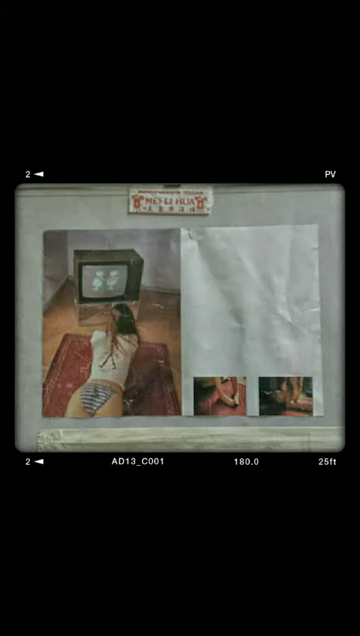 2 ◄ PV
MEI LI HUA
2 ◄ AD13_C001 180.0 25ft